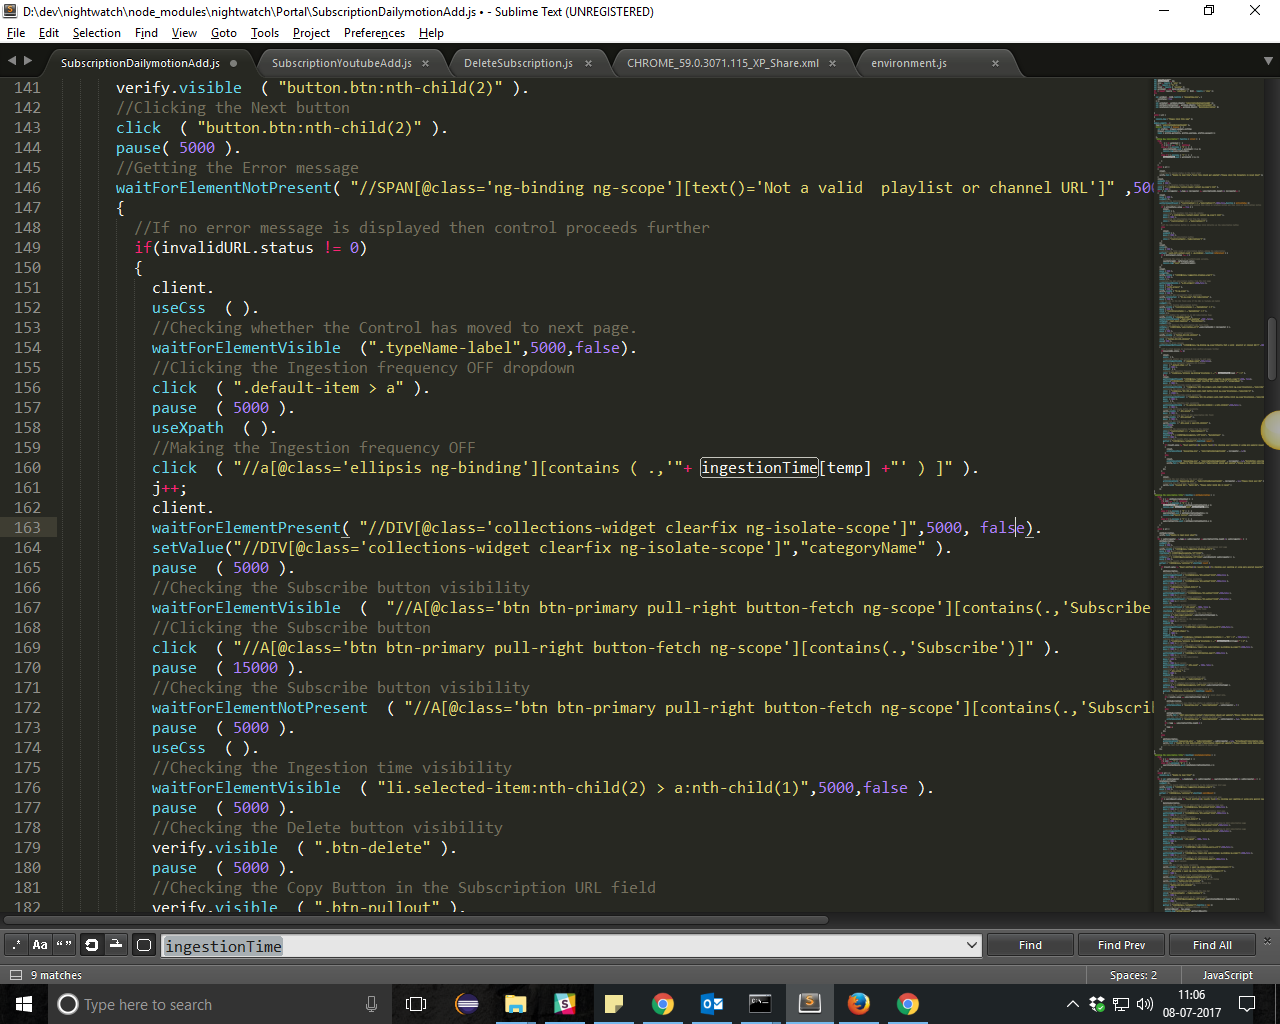 D:\dev\nightwatch\node_modules\nightwatch\Portal\SubscriptionDailymotionAdd.js • - Sublime Text (UNREGISTERED)
File Edit Selection Find View Goto Tools Project Preferences Help
SubscriptionDailymotionAdd.js SubscriptionYoutubeAdd.js DeleteSubscription.js CHROME_59.0.3071.115_XP_Share.xml environment.js
141 verify.visible ( "button.btn:nth-child(2)" ).
142 //Clicking the Next button
143 click ( "button.btn:nth-child(2)" ).
144 pause( 5000 ).
145 //Getting the Error message
146 waitForElementNotPresent( "//SPAN[@class='ng-binding ng-scope'][text()='Not a valid  playlist or channel URL']" ,500
147 {
148 //If no error message is displayed then control proceeds further
149 if(invalidURL.status != 0)
150 {
151 client.
152 useCss ( ).
153 //Checking whether the Control has moved to next page.
154 waitForElementVisible (".typeName-label",5000,false).
155 //Clicking the Ingestion frequency OFF dropdown
156 click ( ".default-item > a" ).
157 pause ( 5000 ).
158 useXpath ( ).
159 //Making the Ingestion frequency OFF
160 click ( "//a[@class='ellipsis ng-binding'][contains ( .,'"+ ingestionTime[temp] +"' ) ]" ).
161 j++;
162 client.
163 waitForElementPresent( "//DIV[@class='collections-widget clearfix ng-isolate-scope']",5000, false).
164 setValue("//DIV[@class='collections-widget clearfix ng-isolate-scope']","categoryName" ).
165 pause ( 5000 ).
166 //Checking the Subscribe button visibility
167 waitForElementVisible ( "//A[@class='btn btn-primary pull-right button-fetch ng-scope'][contains(.,'Subscribe
168 //Clicking the Subscribe button
169 click ( "//A[@class='btn btn-primary pull-right button-fetch ng-scope'][contains(.,'Subscribe')]" ).
170 pause ( 15000 ).
171 //Checking the Subscribe button visibility
172 waitForElementNotPresent ( "//A[@class='btn btn-primary pull-right button-fetch ng-scope'][contains(.,'Subscri
173 pause ( 5000 ).
174 useCss ( ).
175 //Checking the Ingestion time visibility
176 waitForElementVisible ( "li.selected-item:nth-child(2) > a:nth-child(1)",5000,false ).
177 pause ( 5000 ).
178 //Checking the Delete button visibility
179 verify.visible ( ".btn-delete" ).
180 pause ( 5000 ).
181 //Checking the Copy Button in the Subscription URL field
182 verify.visible ( ".btn-pullout" ).
.* Aa “” ingestionTime Find Find Prev Find All
9 matches Spaces: 2 JavaScript
Type here to search 11:06
08-07-2017